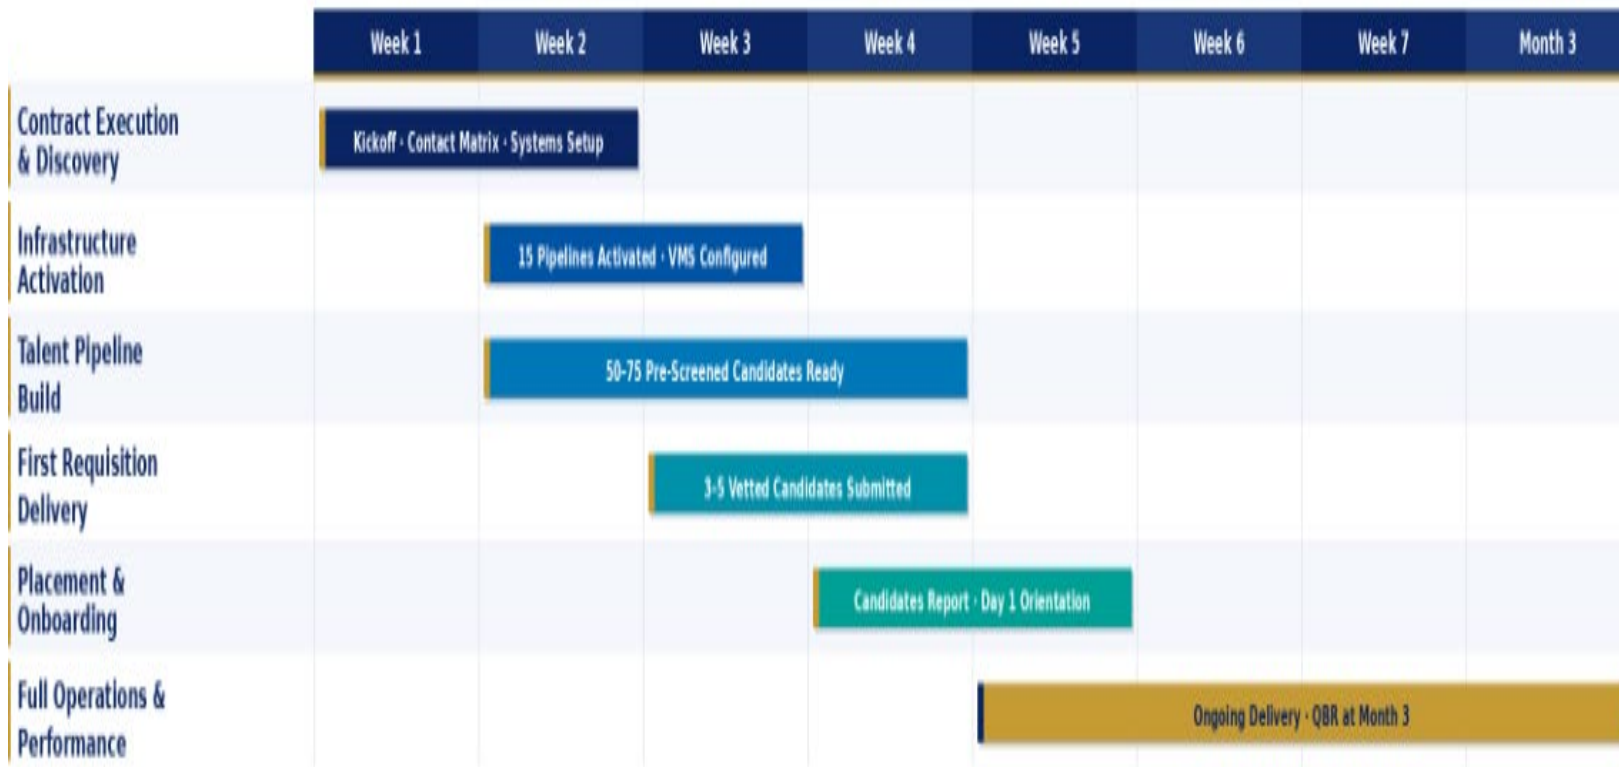 Week 1 Week 2 Week 3 Week 4 Week 5 Week 6 Week 7 Month 3
Contract Execution
& Discovery
Kickoff · Contact Matrix · Systems Setup
Infrastructure
Activation
15 Pipelines Activated · VMS Configured
Talent Pipeline
Build
50-75 Pre-Screened Candidates Ready
First Requisition
Delivery
3-5 Vetted Candidates Submitted
Placement &
Onboarding
Candidates Report · Day 1 Orientation
Full Operations &
Performance
Ongoing Delivery · QBR at Month 3